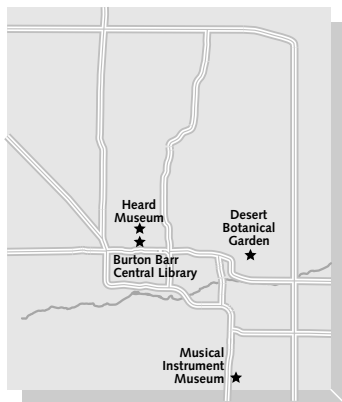 Heard
Museum
Burton Barr
Central Library
Desert
Botanical
Garden
Musical
Instrument
Museum